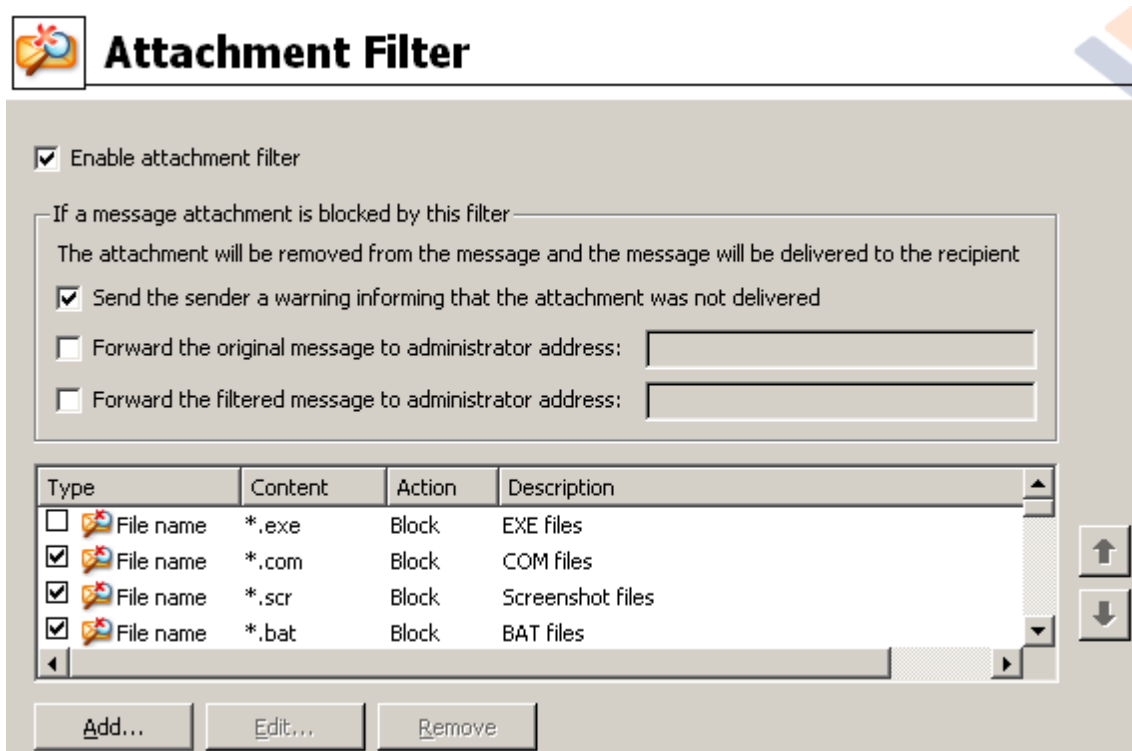 Attachment Filter
Enable attachment filter
If a message attachment is blocked by this filter
The attachment will be removed from the message and the message will be delivered to the recipient
Send the sender a warning informing that the attachment was not delivered
Forward the original message to administrator address:
Forward the filtered message to administrator address:
Type Content Action Description
File name *.exe Block EXE files
File name *.com Block COM files
File name *.scr Block Screenshot files
File name *.bat Block BAT files
Add... Edit... Remove